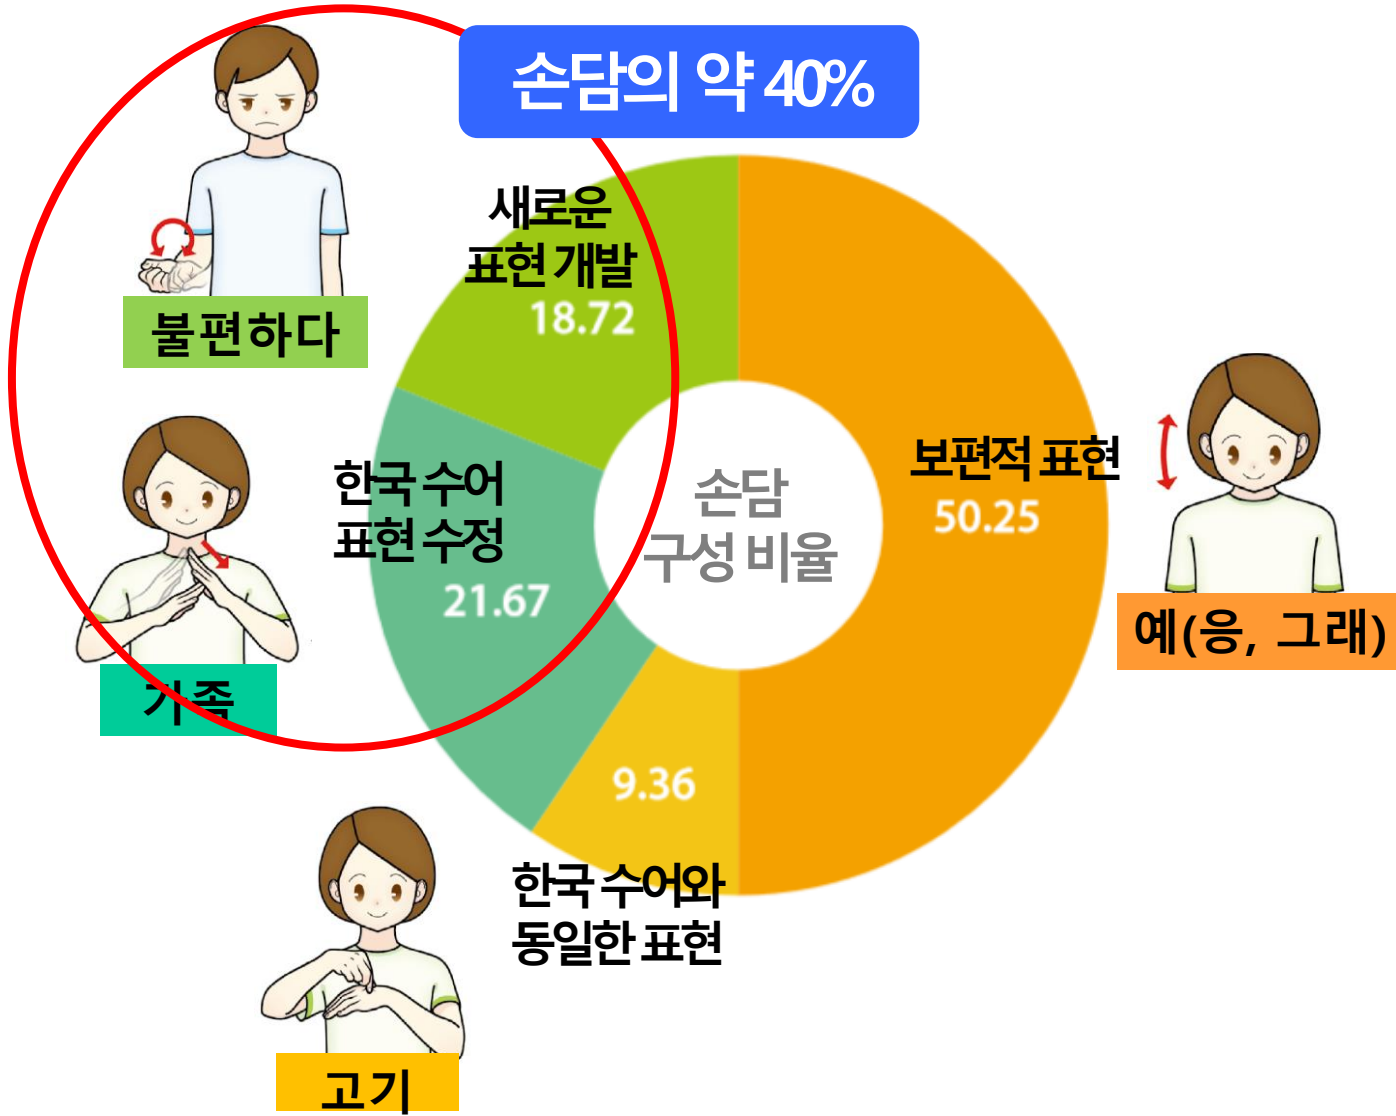 손담의 약 40%
새로운
표현 개발
18.72
불편하다
보편적 표현
50.25
한국 수어
표현 수정
21.67
손담
구성 비율
예(응, 그래)
가족
9.36
한국 수어와
동일한 표현
고기